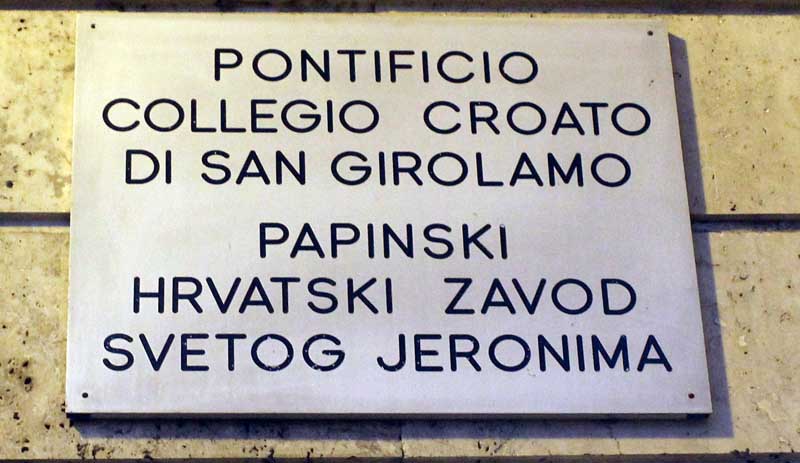 PONTIFICIO
COLLEGIO CROATO
DI SAN GIROLAMO
PAPINSKI
HRVATSKI ZAVOD
SVETOG JERONIMA